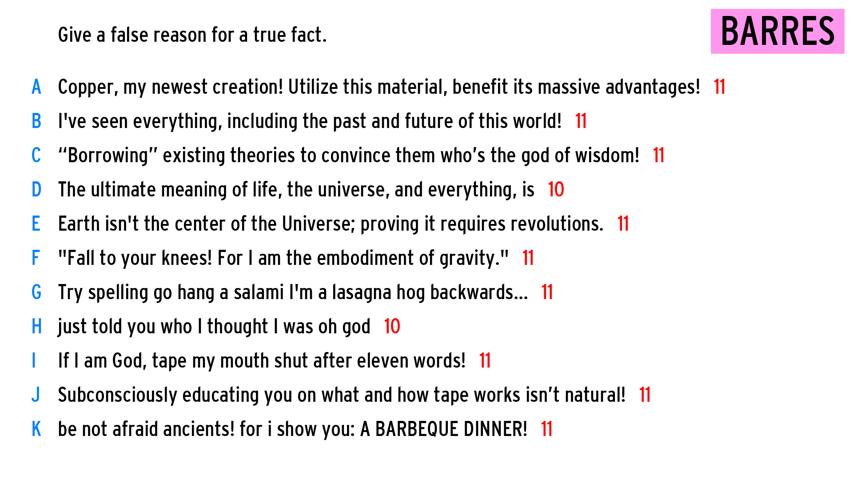 Give a false reason for a true fact.
BARRES
A Copper, my newest creation! Utilize this material, benefit its massive advantages! 11
B I've seen everything, including the past and future of this world! 11
C “Borrowing” existing theories to convince them who’s the god of wisdom! 11
D The ultimate meaning of life, the universe, and everything, is 10
E Earth isn't the center of the Universe; proving it requires revolutions. 11
F "Fall to your knees! For I am the embodiment of gravity." 11
G Try spelling go hang a salami I'm a lasagna hog backwards... 11
H just told you who I thought I was oh god 10
I If I am God, tape my mouth shut after eleven words! 11
J Subconsciously educating you on what and how tape works isn’t natural! 11
K be not afraid ancients! for i show you: A BARBEQUE DINNER! 11